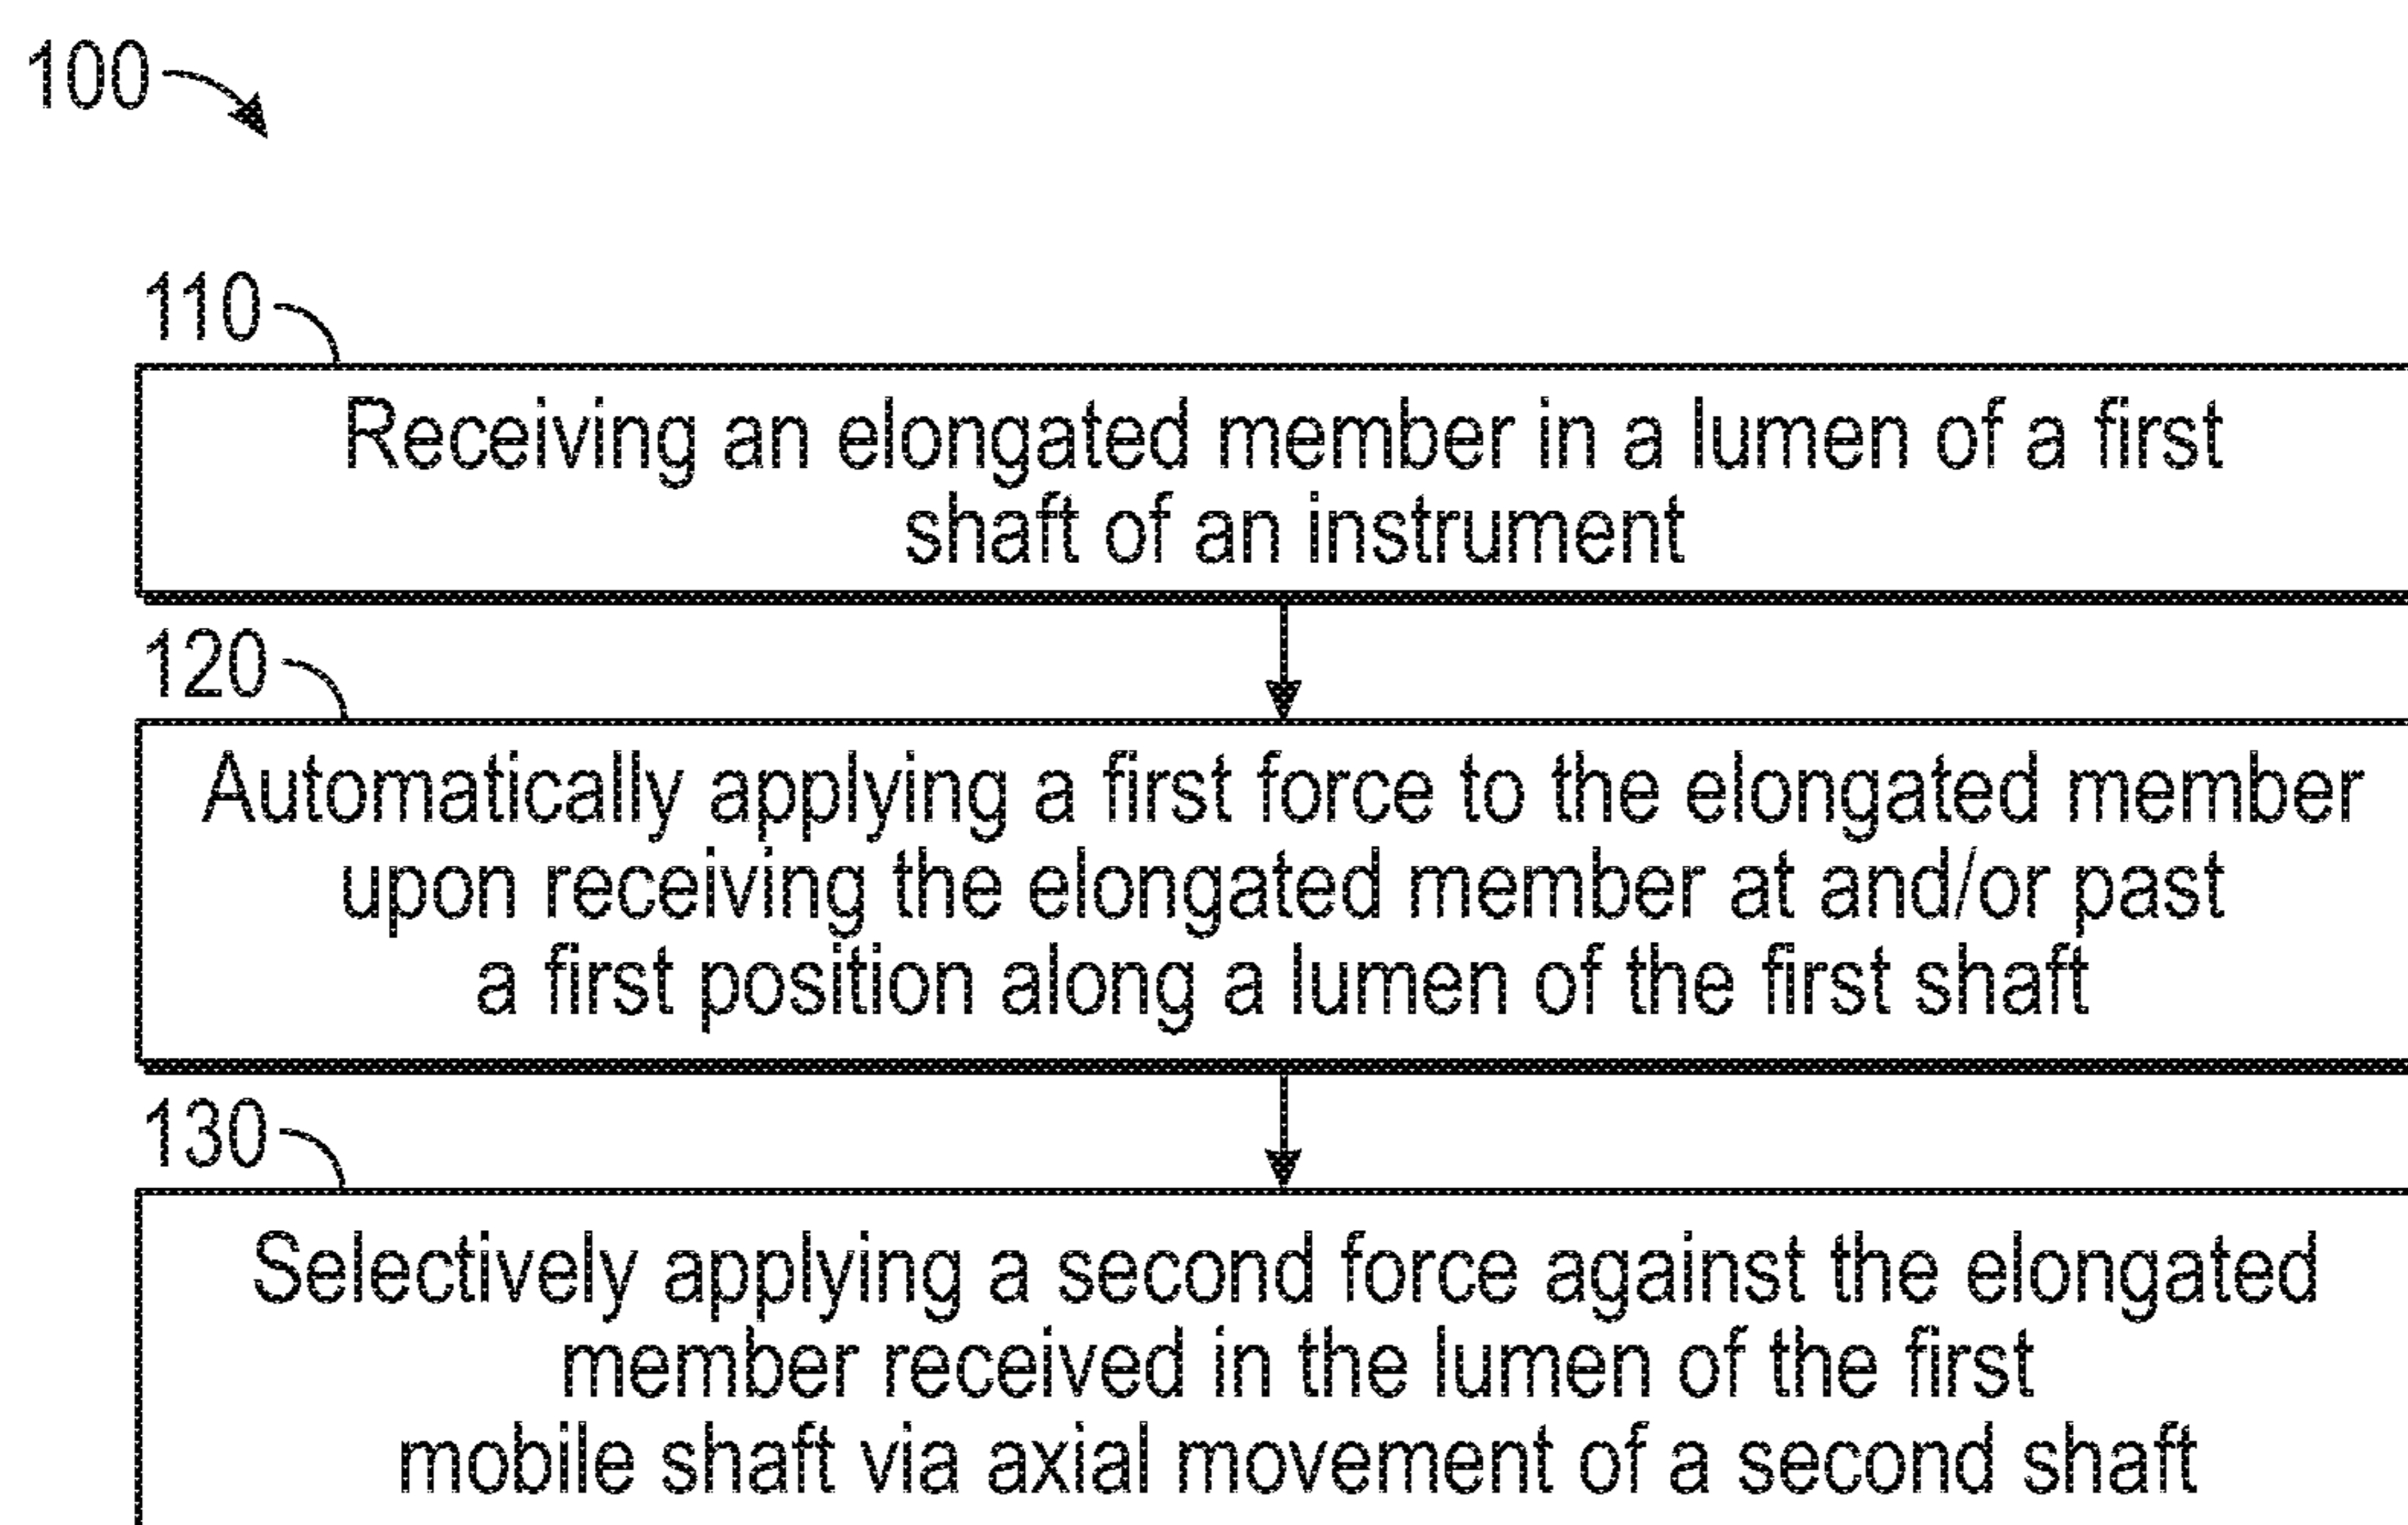 100
110
Receiving an elongated member in a lumen of a first
shaft of an instrument
120
Automatically applying a first force to the elongated member
upon receiving the elongated member at and/or past
a first position along a lumen of the first shaft
130
Selectively applying a second force against the elongated
member received in the lumen of the first
mobile shaft via axial movement of a second shaft